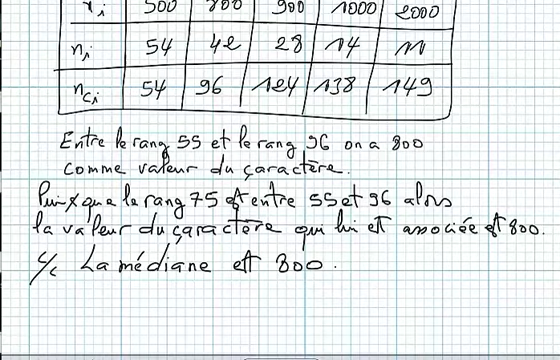 xi 500 800 900 1000 2000
ni 54 42 28 14 11
nci 54 96 124 138 149
Entre le rang 55 et le rang 96 on a 800
comme valeur du caractère.
Puisque le rang 75 est entre 55 et 96 alors
la valeur du caractère qui lui est associée est 800.
C/C La médiane est 800.